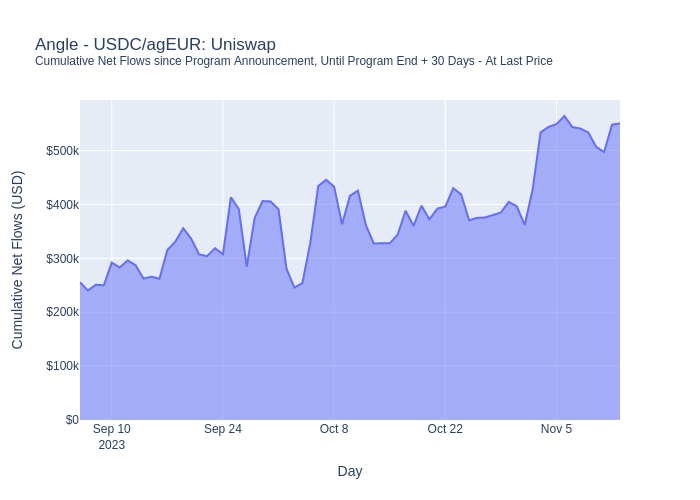 Angle - USDC/agEUR: Uniswap
Cumulative Net Flows since Program Announcement, Until Program End + 30 Days - At Last Price
Cumulative Net Flows (USD)
$500k
$400k
$300k
$200k
$100k
$0
Sep 10
2023
Sep 24
Oct 8
Oct 22
Nov 5
Day